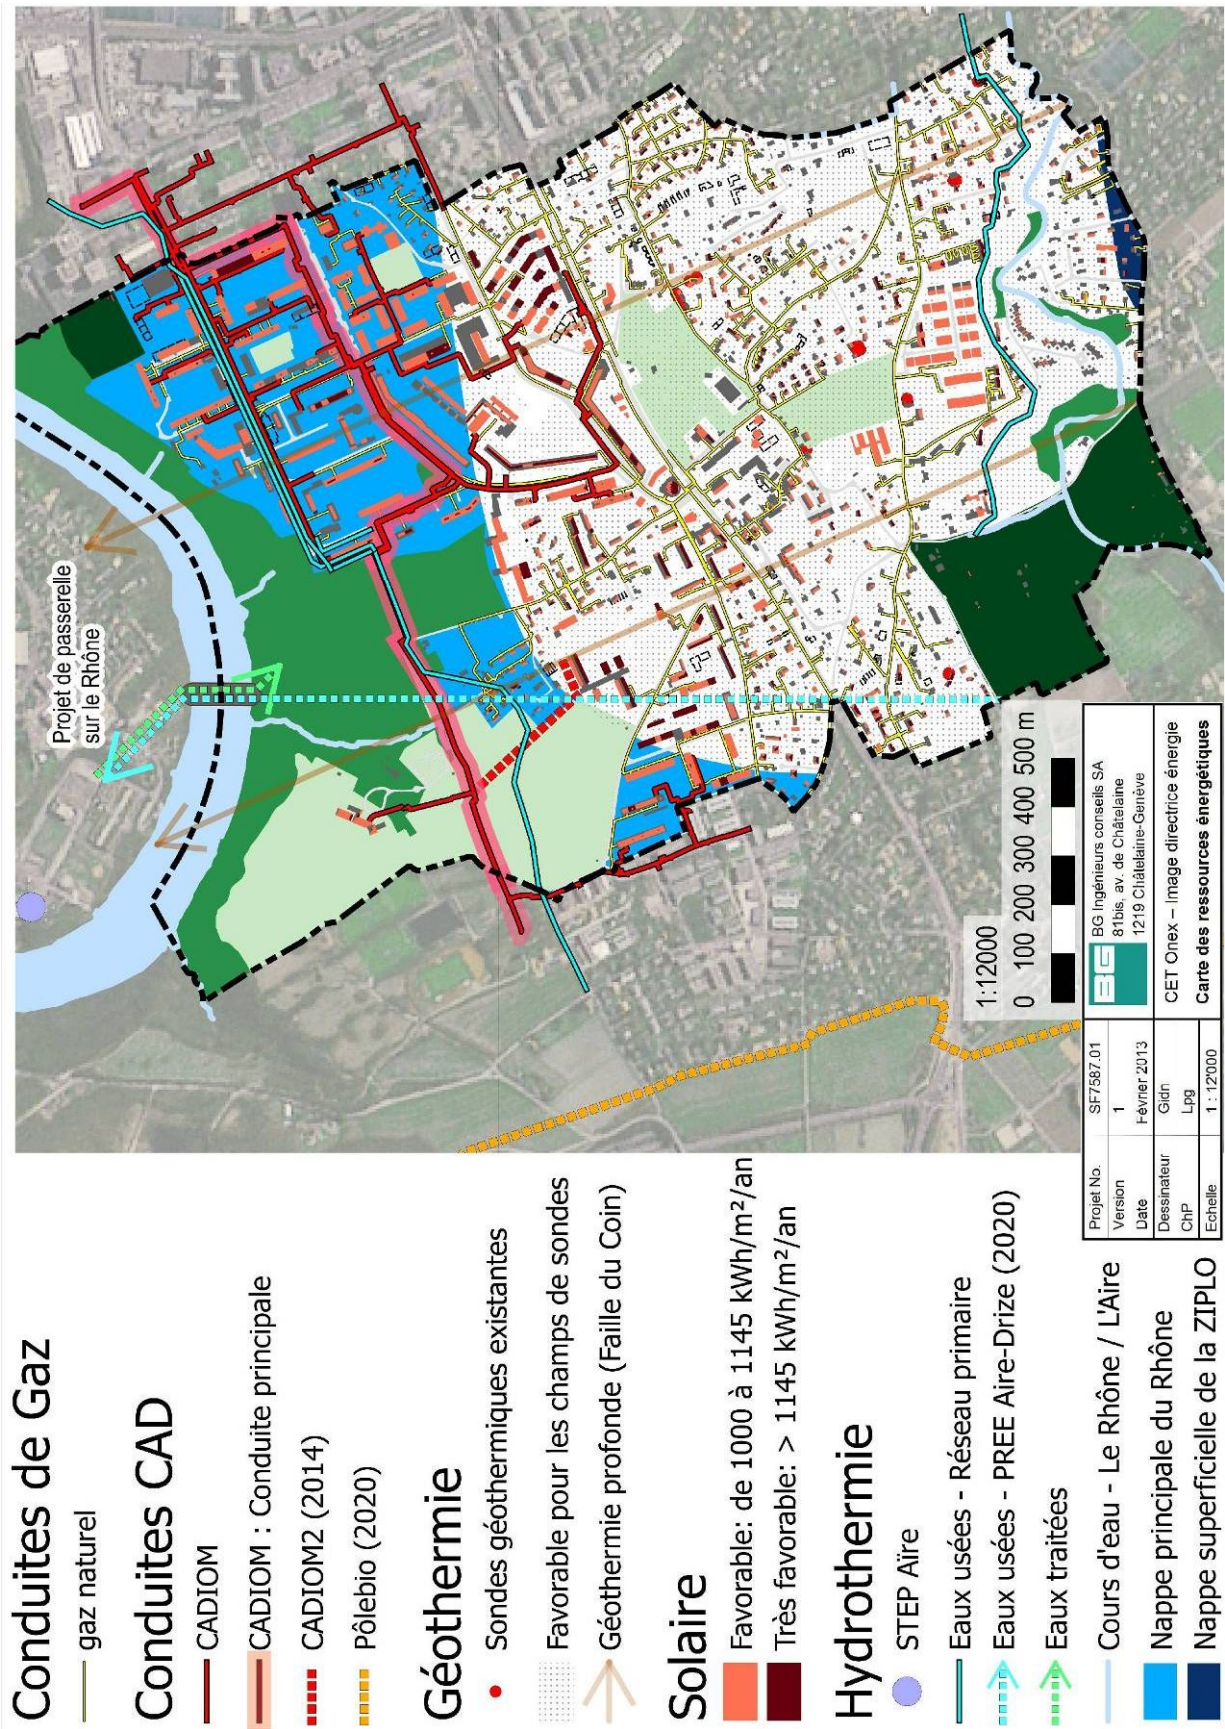 Projet de passerelle
sur le Rhône
Conduites de Gaz
gaz naturel
Conduites CAD
CADIOM
CADIOM : Conduite principale
CADIOM2 (2014)
Pôlebio (2020)
Géothermie
Sondes géothermiques existantes
Favorable pour les champs de sondes
Géothermie profonde (Faille du Coin)
Solaire
Favorable: de 1000 à 1145 kWh/m²/an
Très favorable: > 1145 kWh/m²/an
Hydrothermie
STEP Aïre
Eaux usées - Réseau primaire
Eaux usées - PREE Aire-Drize (2020)
Eaux traitées
Cours d'eau - Le Rhône / L'Aire
Nappe principale du Rhône
Nappe superficielle de la ZIPLO
1:12000
0 100 200 300 400 500 m
Projet No. SF7587.01
Version 1
Date Février 2013
Dessinateur Gidn
ChP Lpg
Echelle 1 : 12'000
BG
BG Ingénieurs conseils SA
81bis, av. de Châtelaine
1219 Châtelaine-Genève
CET Onex – Image directrice énergie
Carte des ressources énergétiques